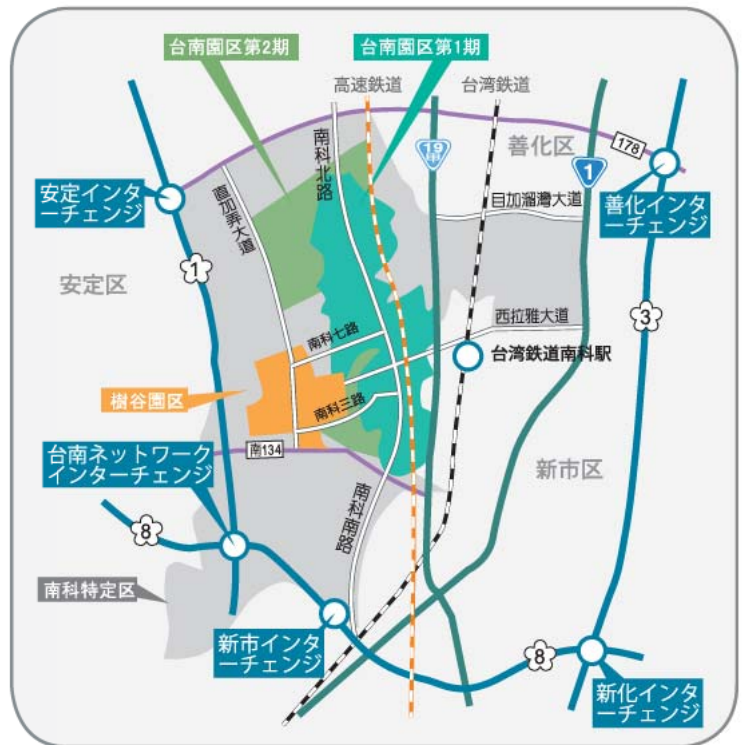 台南園区第2期
台南園区第1期
高速鉄道
台湾鉄道
南科北路
19甲
善化区
178
1
安定インタ
ーチェンジ
直加弄大道
目加溜灣大道
善化インタ
ーチェンジ
1
安定区
3
西拉雅大道
南科七路
台湾鉄道南科駅
樹谷園区
南科三路
台南ネットワーク
インターチェンジ
南134
新市区
南科南路
8
南科特定区
新市インタ
ーチェンジ
8
新化インタ
ーチェンジ